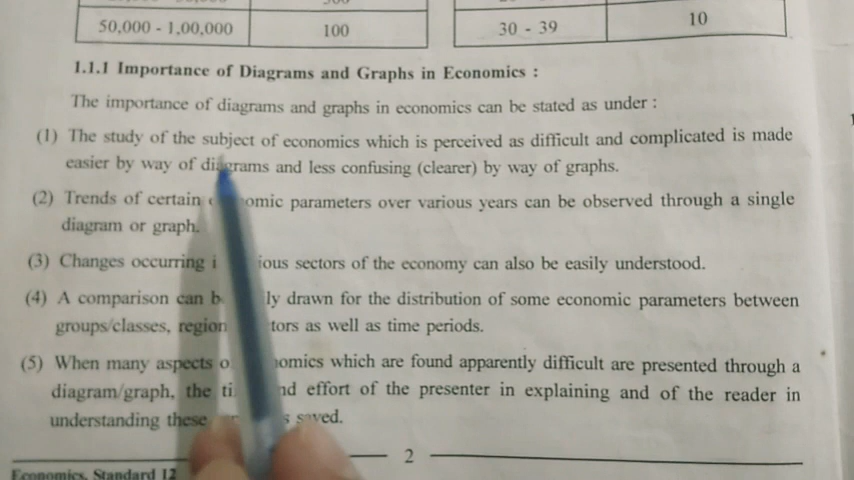 50,000 - 1,00,000 100
30 - 39 10
1.1.1 Importance of Diagrams and Graphs in Economics :
The importance of diagrams and graphs in economics can be stated as under :
(1) The study of the subject of economics which is perceived as difficult and complicated is made
easier by way of diagrams and less confusing (clearer) by way of graphs.
(2) Trends of certain omic parameters over various years can be observed through a single
diagram or graph.
(3) Changes occurring ious sectors of the economy can also be easily understood.
(4) A comparison can ly drawn for the distribution of some economic parameters between
groups/classes, region tors as well as time periods.
(5) When many aspects omics which are found apparently difficult are presented through a
diagram/graph, the nd effort of the presenter in explaining and of the reader in
understanding these saved.
2
Economics, Standard 12